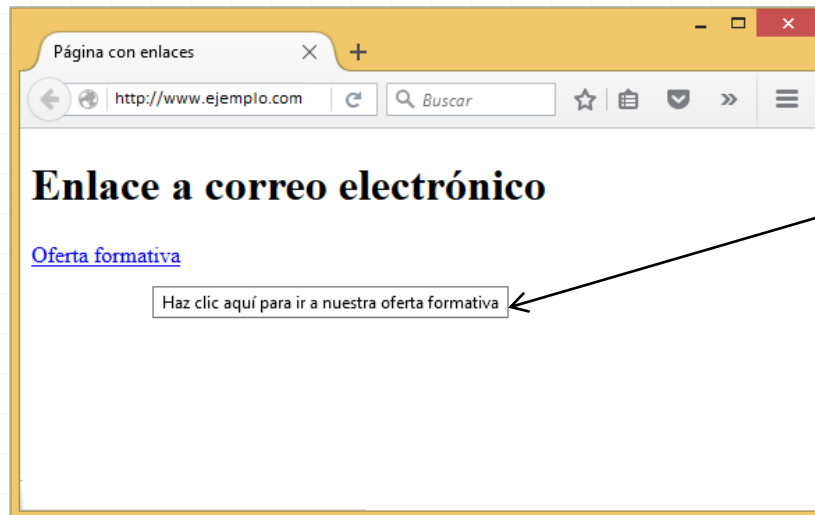 Página con enlaces
http://www.ejemplo.com
Buscar
Enlace a correo electrónico
Oferta formativa
Haz clic aquí para ir a nuestra oferta formativa